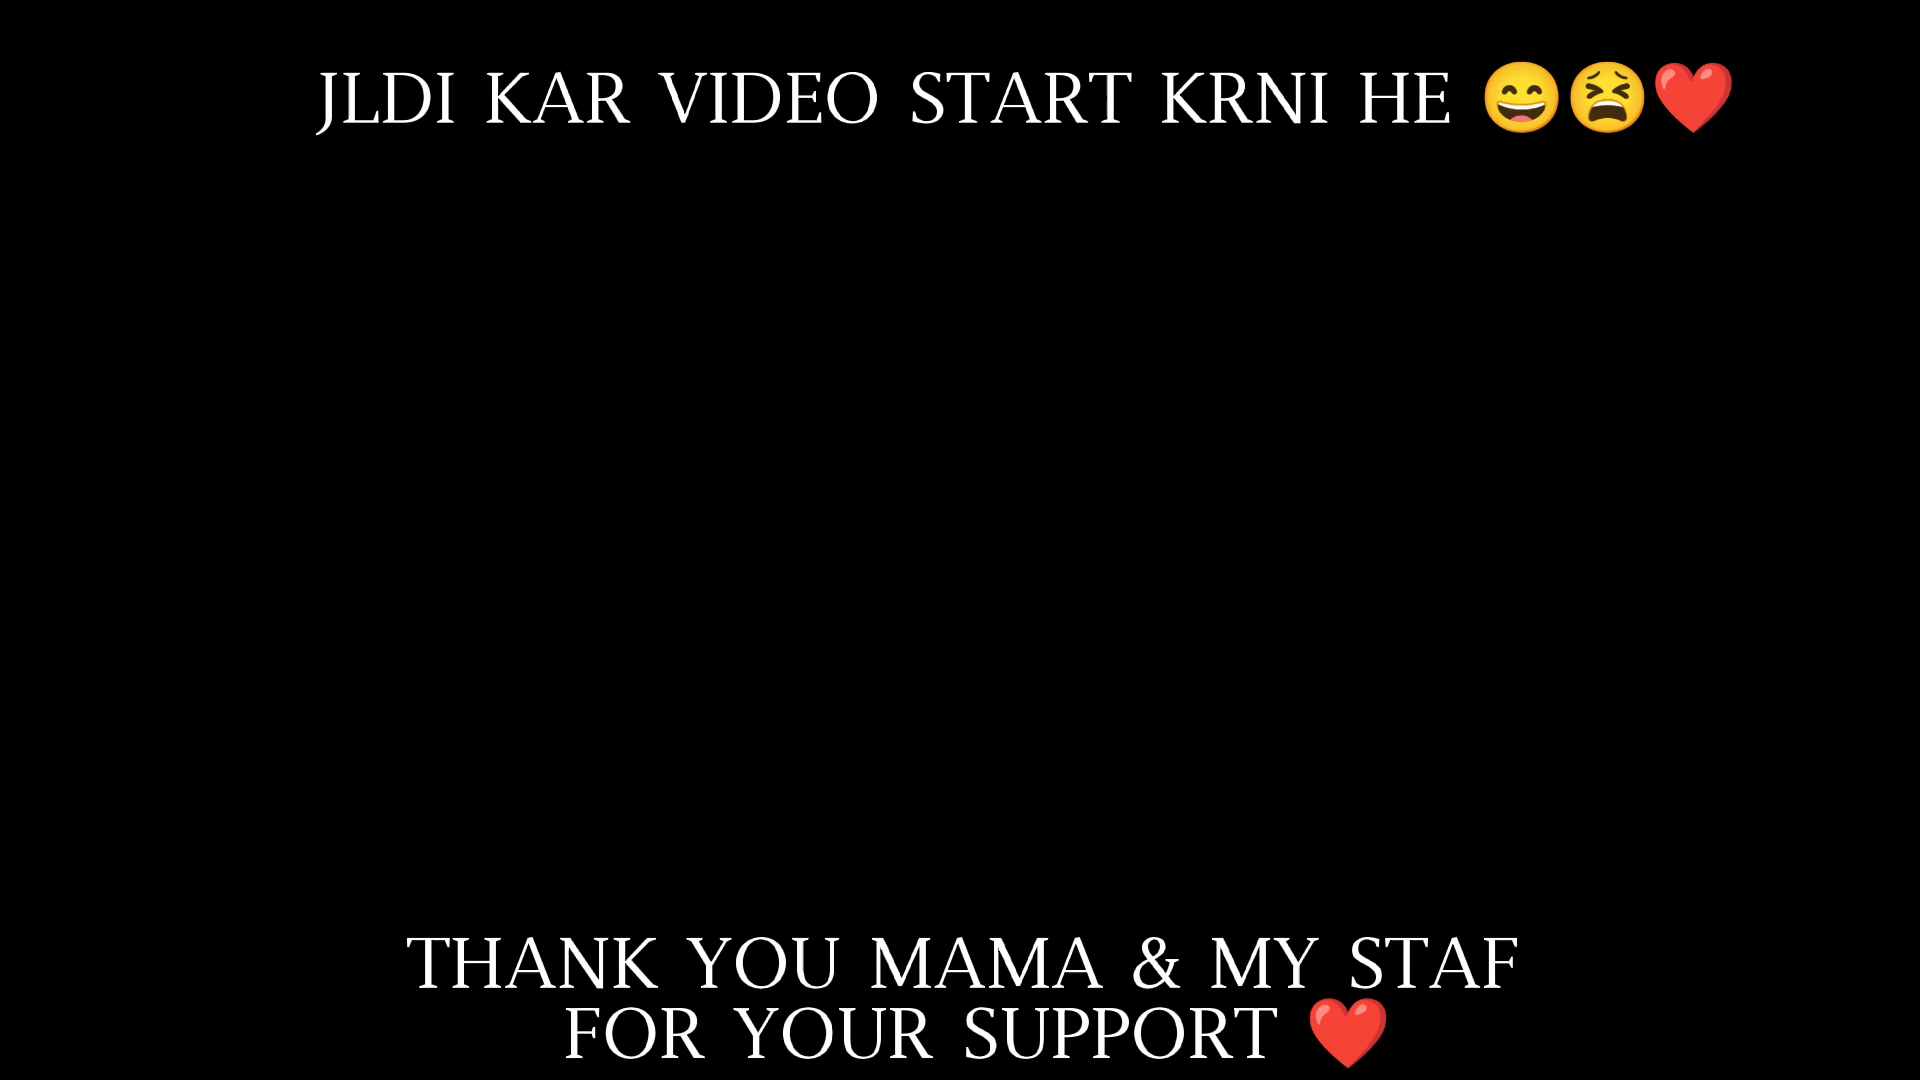 JLDI KAR VIDEO START KRNI HE 😄😫❤️
THANK YOU MAMA & MY STAF
FOR YOUR SUPPORT ❤️